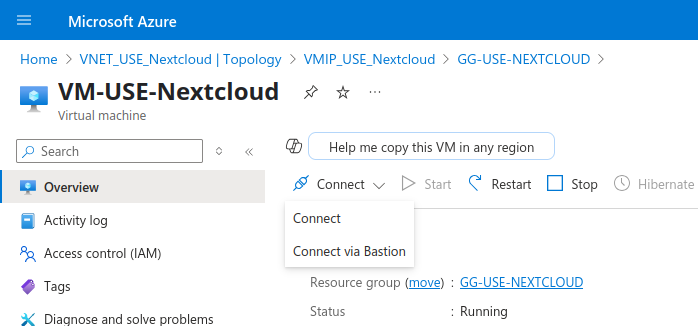 Microsoft Azure
Home > VNET_USE_Nextcloud | Topology > VMIP_USE_Nextcloud > GG-USE-NEXTCLOUD >
VM-USE-Nextcloud
Virtual machine
Search
Help me copy this VM in any region
Overview
Connect Start Restart Stop Hibernate
Activity log
Connect
Access control (IAM)
Connect via Bastion
Tags
Resource group (move) : GG-USE-NEXTCLOUD
Diagnose and solve problems
Status : Running